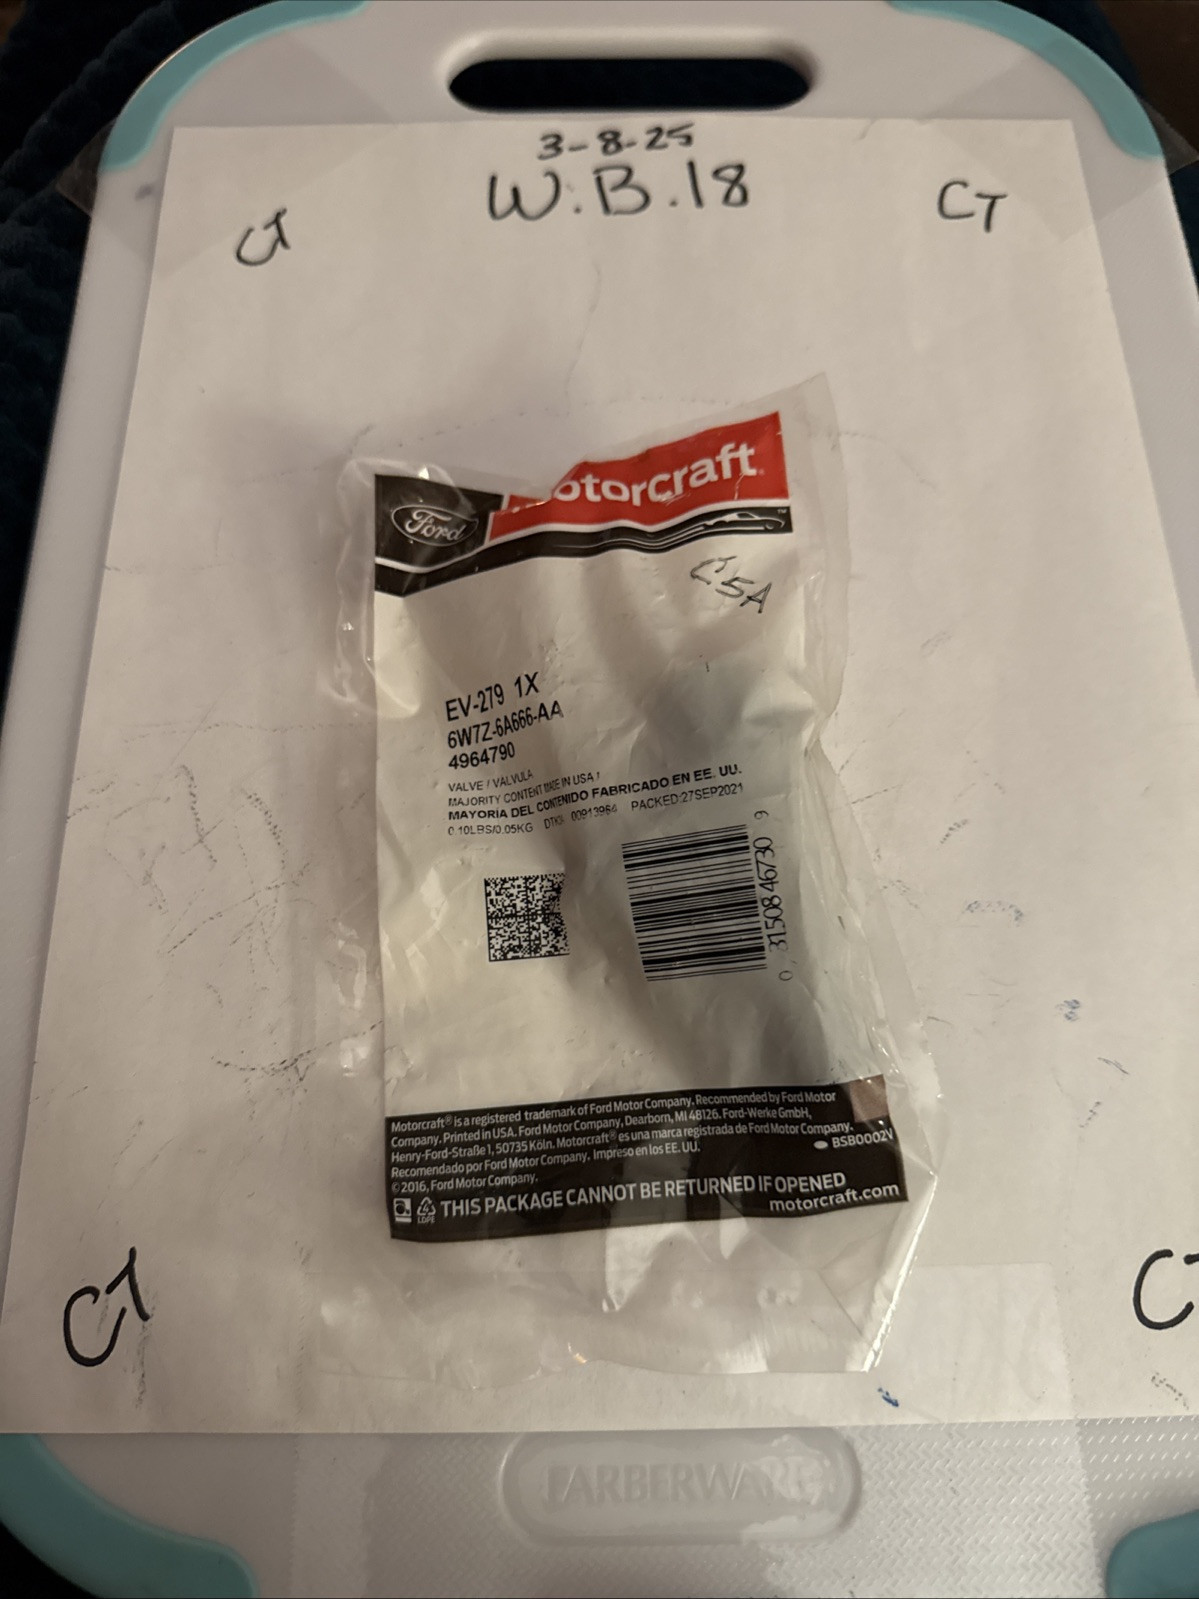 3-8-25
W.B.18
CT
CT
Ford
otorcraft
C5A
EV-279 1X
6W7Z-6A666-AA
4964790
VALVE / VALVULA
MAJORITY CONTENT MADE IN USA /
MAYORIA DEL CONTENIDO FABRICADO EN EE. UU.
0.10LBS/0.05KG 00913964 PACKED:27SEP2021
0 31508 46730 9
Motorcraft® is a registered trademark of Ford Motor Company. Recommended by Ford Motor
Company. Printed in USA. Ford Motor Company, Dearborn, MI 48126. Ford-Werke GmbH,
Henry-Ford-Straße 1, 50735 Köln. Motorcraft® es una marca registrada de Ford Motor Company.
Recomendado por Ford Motor Company, Impreso en los EE. UU.
©2016, Ford Motor Company.
BSB0002V
4
LDPE
THIS PACKAGE CANNOT BE RETURNED IF OPENED
motorcraft.com
CT
FARBERWARE